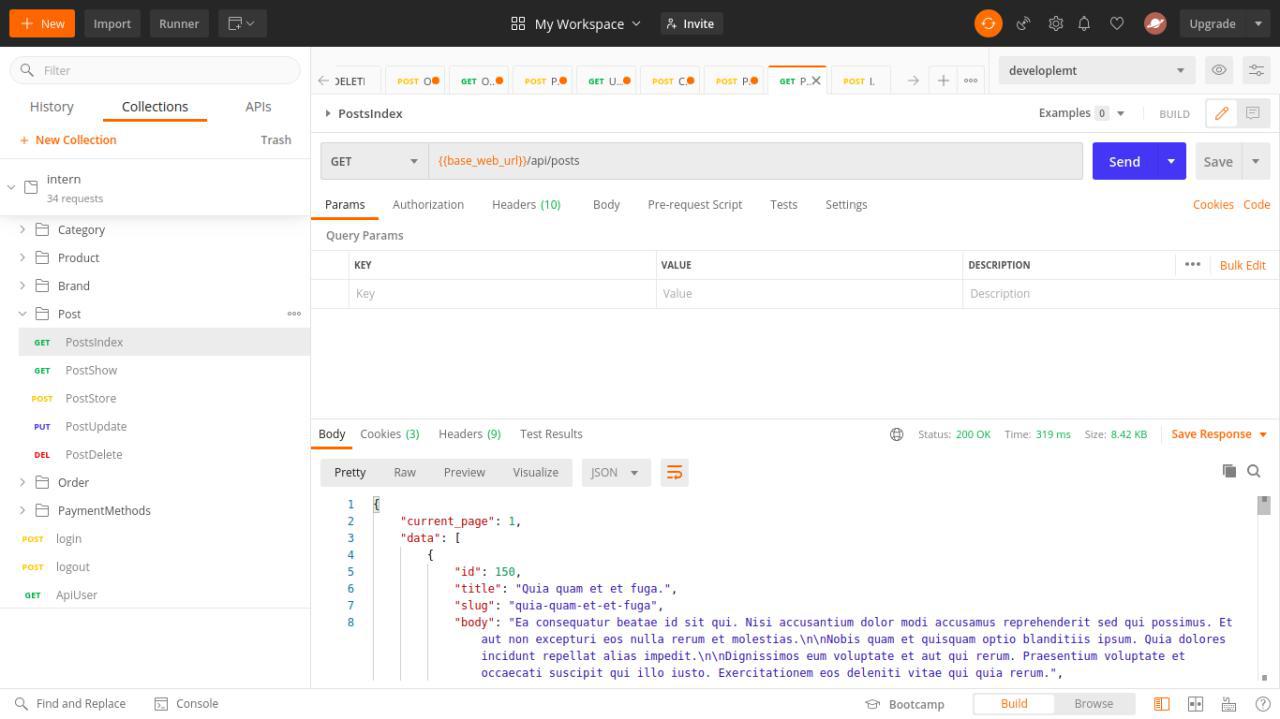 New
Import
Runner
My Workspace
Invite
Upgrade
Filter
History
Collections
APIs
+ New Collection
Trash
intern
34 requests
Category
Product
Brand
Post
GET PostsIndex
GET PostShow
POST PostStore
PUT PostUpdate
DEL PostDelete
Order
PaymentMethods
POST login
POST logout
GET ApiUser
POST O
GET O..
POST P.
GET U...
POST C.
POST P.
GET P...
POST
developlemt
PostsIndex
Examples 0
BUILD
GET
{{base_web_url}}/api/posts
Send
Save
Params
Authorization
Headers (10)
Body
Pre-request Script
Tests
Settings
Cookies
Code
Query Params
KEY
VALUE
DESCRIPTION
Bulk Edit
Key
Value
Description
Body
Cookies (3)
Headers (9)
Test Results
Status: 200 OK
Time: 319 ms
Size: 8.42 KB
Save Response
Pretty
Raw
Preview
Visualize
JSON
1 {
2 "current_page": 1,
3 "data": [
4 {
5 "id": 150,
6 "title": "Quia quam et et fuga.",
7 "slug": "quia-quam-et-et-fuga",
8 "body": "Ea consequatur beatae id sit qui. Nisi accusantium dolor modi accusamus reprehenderit sed qui possimus. Et
aut non excepturi eos nulla rerum et molestias.\n\nNobis quam et quisquam optio blanditiis ipsum. Quia dolores
incidunt repellat alias impedit.\n\nDignissimos eum voluptate et aut qui rerum. Praesentium voluptate et
occaecati suscipit qui illo iusto. Exercitationem eos deleniti vitae qui quia rerum.",
Find and Replace
Console
Bootcamp
Build
Browse